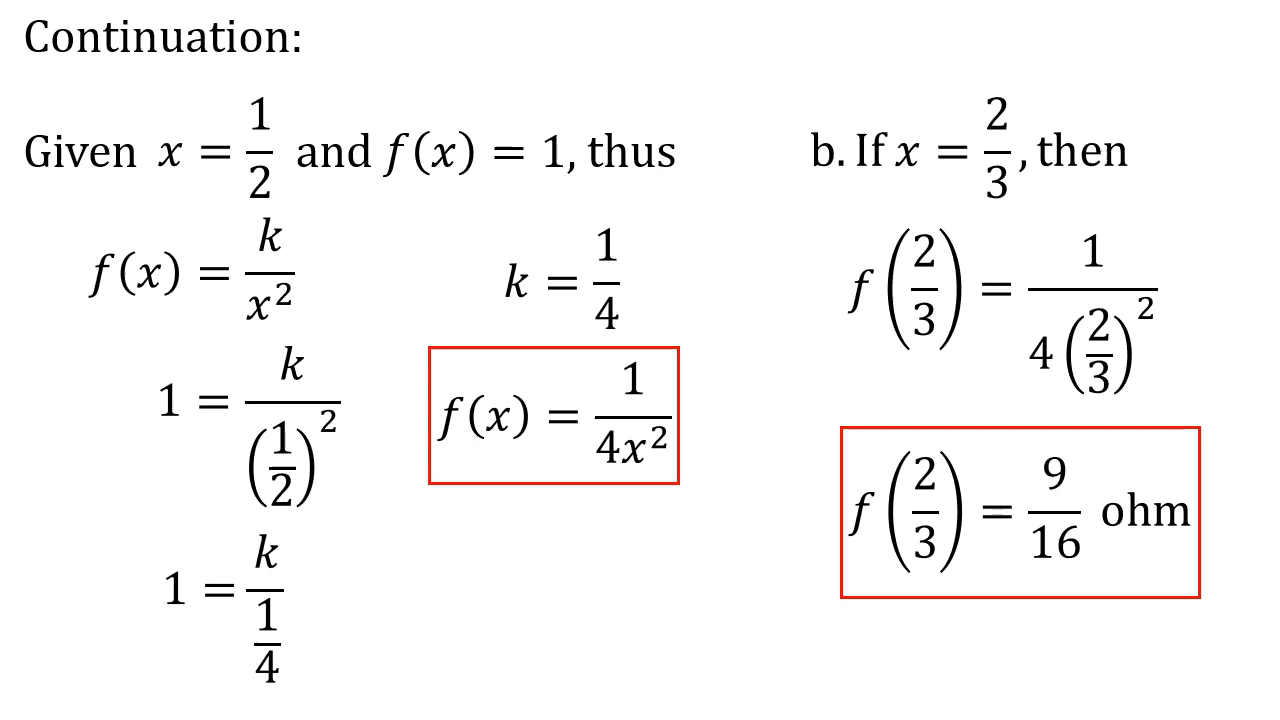 Continuation:
Given x = 1/2 and f(x) = 1, thus
f(x) = k/x²
1 = k/(1/2)²
1 = k/(1/4)
k = 1/4
f(x) = 1/(4x²)
b. If x = 2/3, then
f(2/3) = 1/(4(2/3)²)
f(2/3) = 9/16 ohm